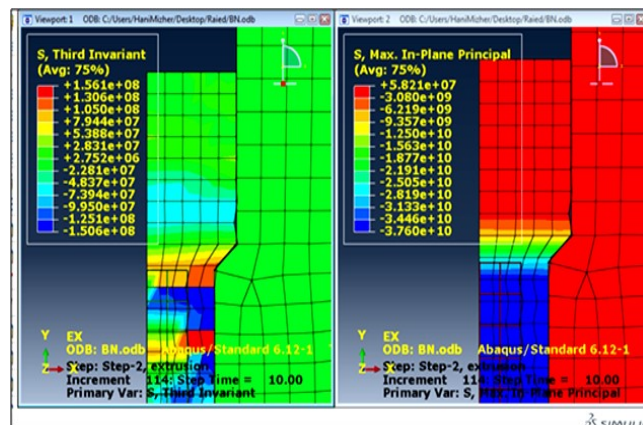 Viewport: 1 ODB: C:/Users/HaniMizher/Desktop/Raied/BN.odb
S, Third Invariant
(Avg: 75%)
+1.561e+08
+1.306e+08
+1.050e+08
+7.944e+07
+5.388e+07
+2.831e+07
+2.752e+06
-2.281e+07
-4.837e+07
-7.394e+07
-9.950e+07
-1.251e+08
-1.506e+08
Y
Z X
EX
ODB: BN.odb Abaqus/Standard 6.12-1
Step: Step-2, extrusion
Increment 114: Step Time = 10.00
Primary Var: S, Third Invariant
Viewport: 2 ODB: C:/Users/HaniMizher/Desktop/Raied/BN.odb
S, Max. In-Plane Principal
(Avg: 75%)
+5.821e+07
-3.080e+09
-6.219e+09
-9.357e+09
-1.250e+10
-1.563e+10
-1.877e+10
-2.191e+10
-2.505e+10
-2.819e+10
-3.133e+10
-3.446e+10
-3.760e+10
Y
Z X
EX
ODB: BN.odb Abaqus/Standard 6.12-1
Step: Step-2, extrusion
Increment 114: Step Time = 10.00
Primary Var: S, Max. In-Plane Principal